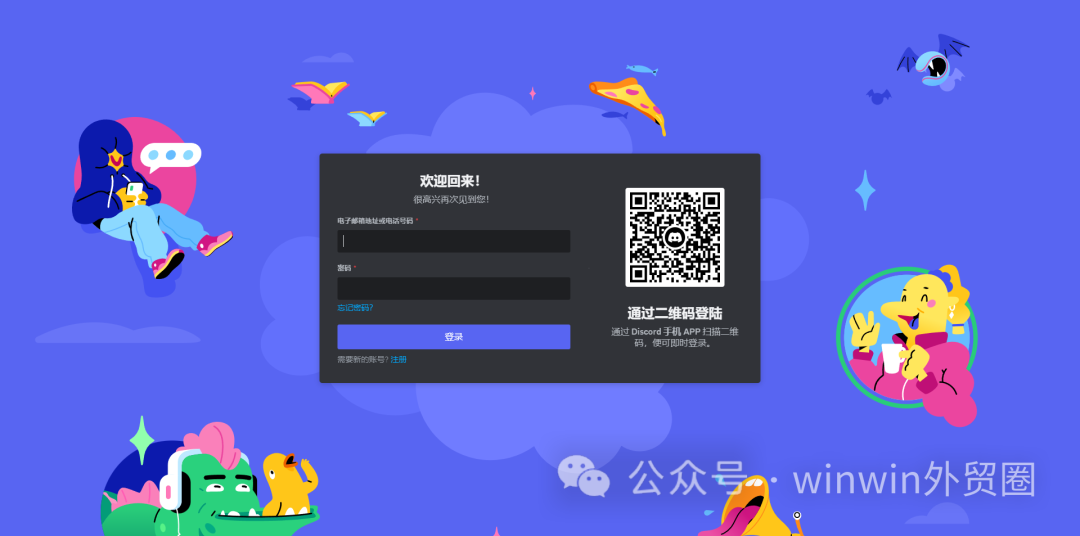 欢迎回来！
很高兴再次见到您！
电子邮箱地址或电话号码 *
密码 *
忘记密码？
登录
需要新的账号？注册
通过二维码登陆
通过 Discord 手机 APP 扫描二维
码，便可即时登录。
公众号 · winwin外贸圈